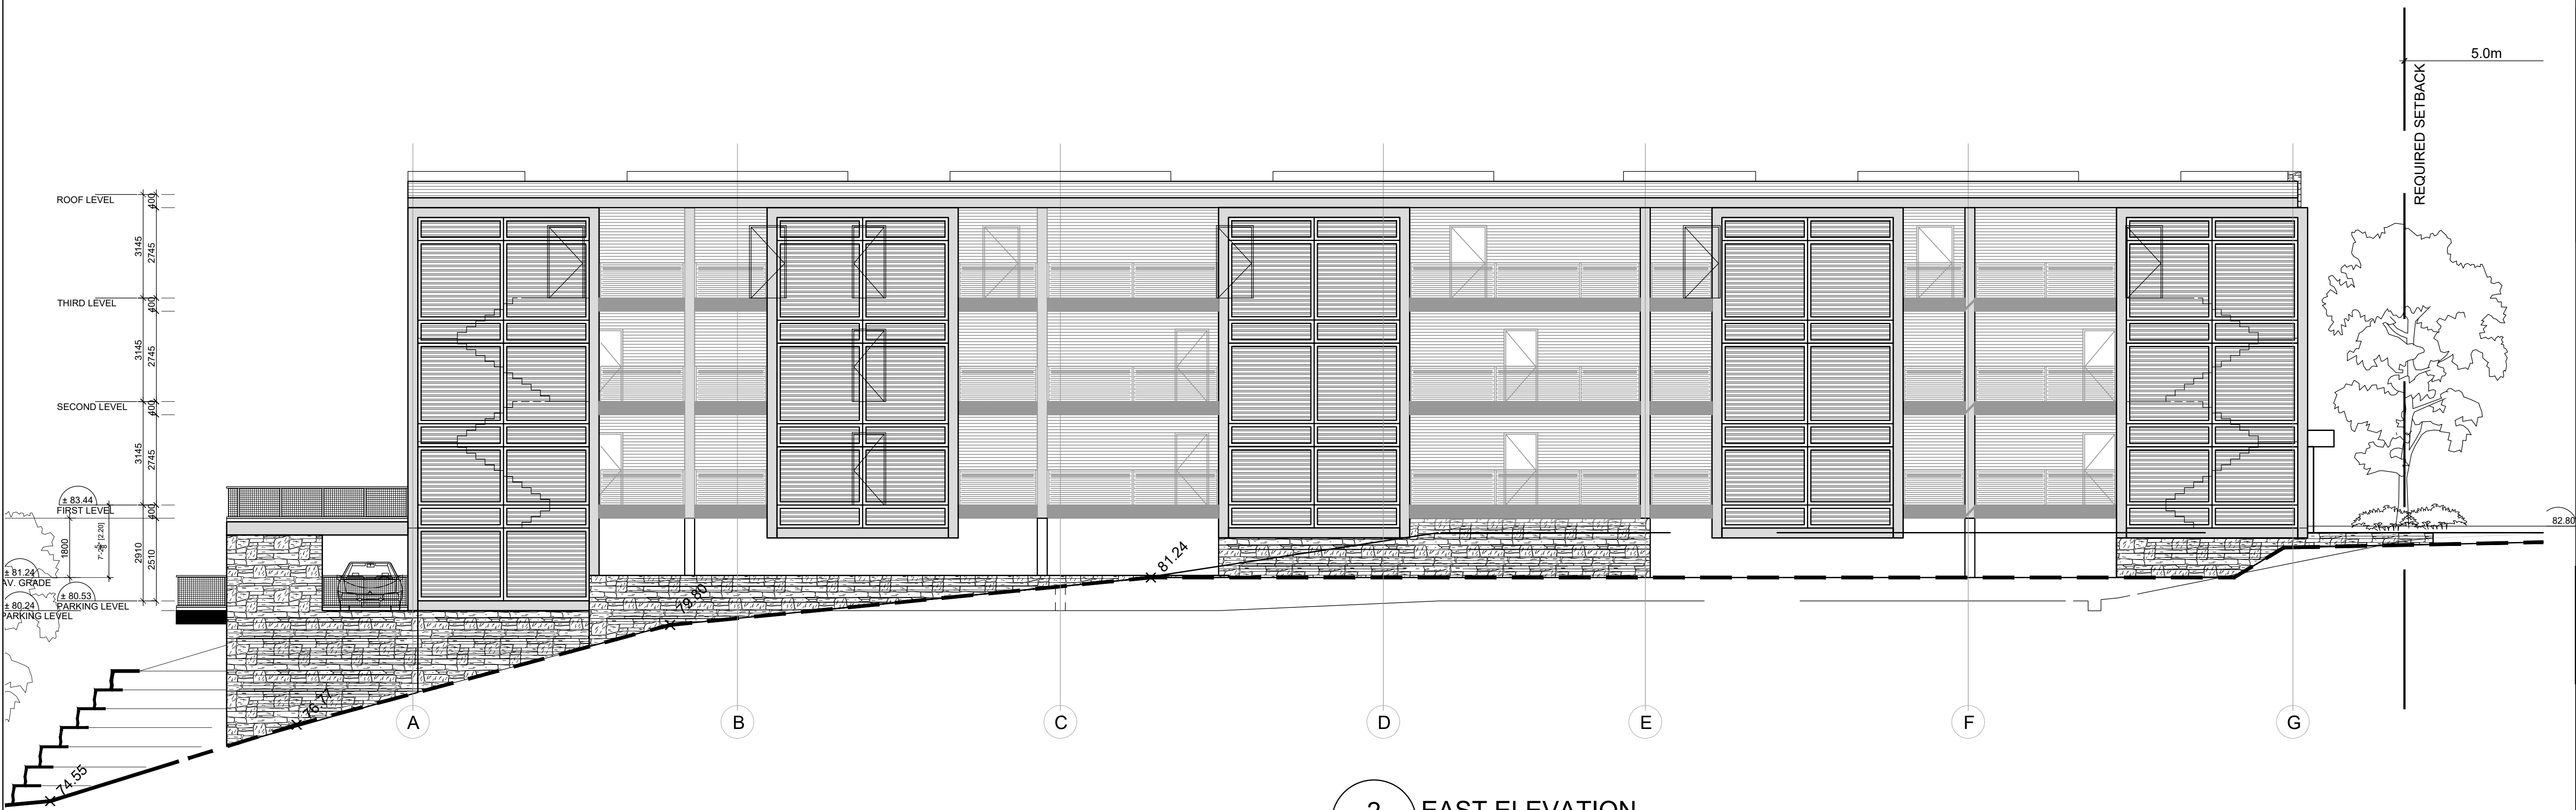 5.0m
REQUIRED SETBACK
ROOF LEVEL
400
3145
2745
THIRD LEVEL
400
3145
2745
SECOND LEVEL
400
3145
2745
± 83.44
FIRST LEVEL
400
1800
2910
2510
82.80
± 81.24
AV. GRADE
± 80.53
PARKING LEVEL
± 80.24
PARKING LEVEL
81.24
79.80
76.77
74.55
A
B
C
D
E
F
G
2
EAST ELEVATION